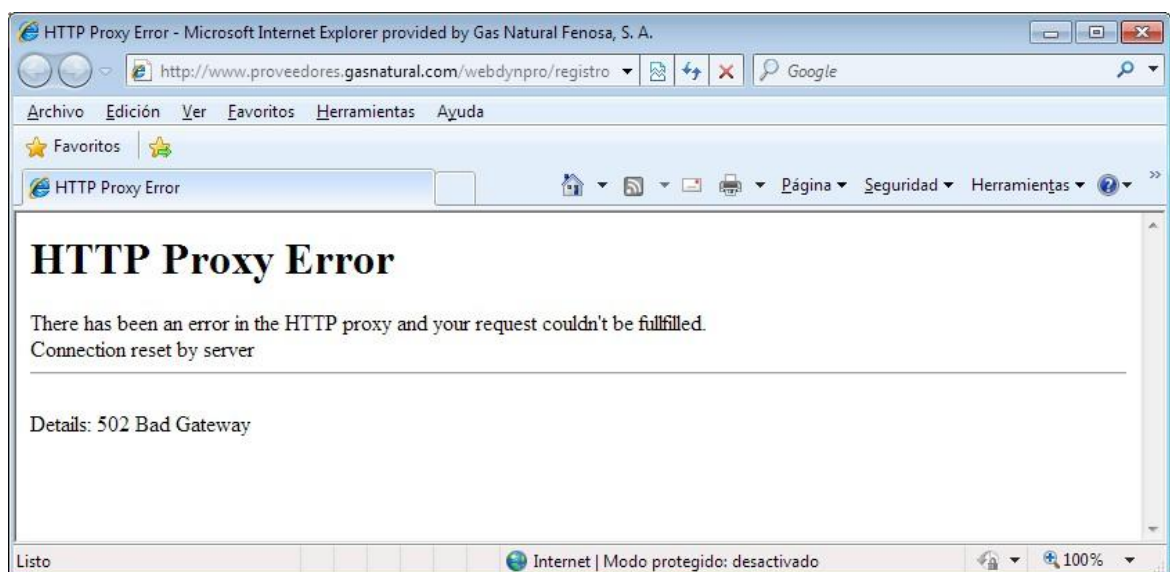 HTTP Proxy Error - Microsoft Internet Explorer provided by Gas Natural Fenosa, S. A.
http://www.proveedores.gasnatural.com/webdynpro/registro
Google
Archivo Edición Ver Favoritos Herramientas Ayuda
Favoritos
HTTP Proxy Error
Página Seguridad Herramientas
HTTP Proxy Error
There has been an error in the HTTP proxy and your request couldn't be fullfilled.
Connection reset by server
Details: 502 Bad Gateway
Listo
Internet | Modo protegido: desactivado
100%